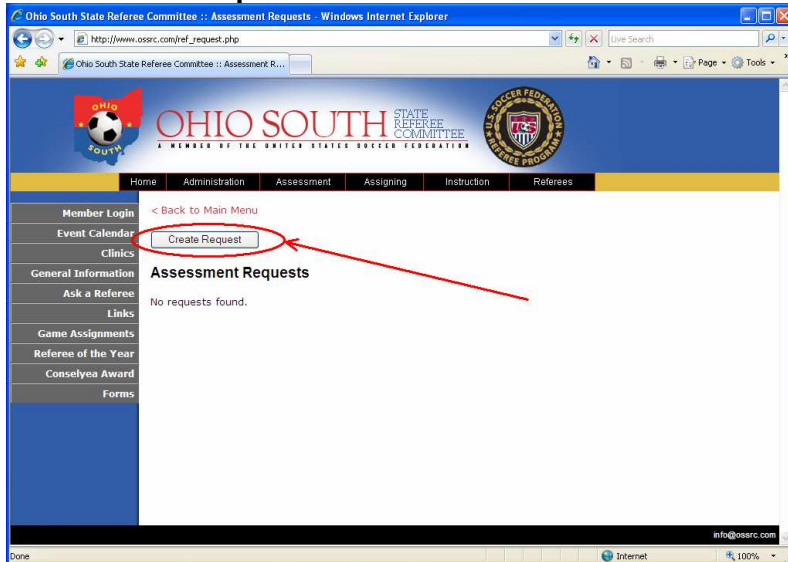 Ohio South State Referee Committee :: Assessment Requests - Windows Internet Explorer
http://www.ossrc.com/ref_request.php
Live Search
Ohio South State Referee Committee :: Assessment R...
Page
Tools
OHIO
SOUTH
OHIO SOUTH STATE
REFEREE
COMMITTEE
A MEMBER OF THE UNITED STATES SOCCER FEDERATION
U.S. SOCCER FEDERATION
REFEREE PROGRAM
Home Administration Assessment Assigning Instruction Referees
Member Login
Event Calendar
Clinics
General Information
Ask a Referee
Links
Game Assignments
Referee of the Year
Conselyea Award
Forms
< Back to Main Menu
Create Request
Assessment Requests
No requests found.
info@ossrc.com
Done
Internet
100%